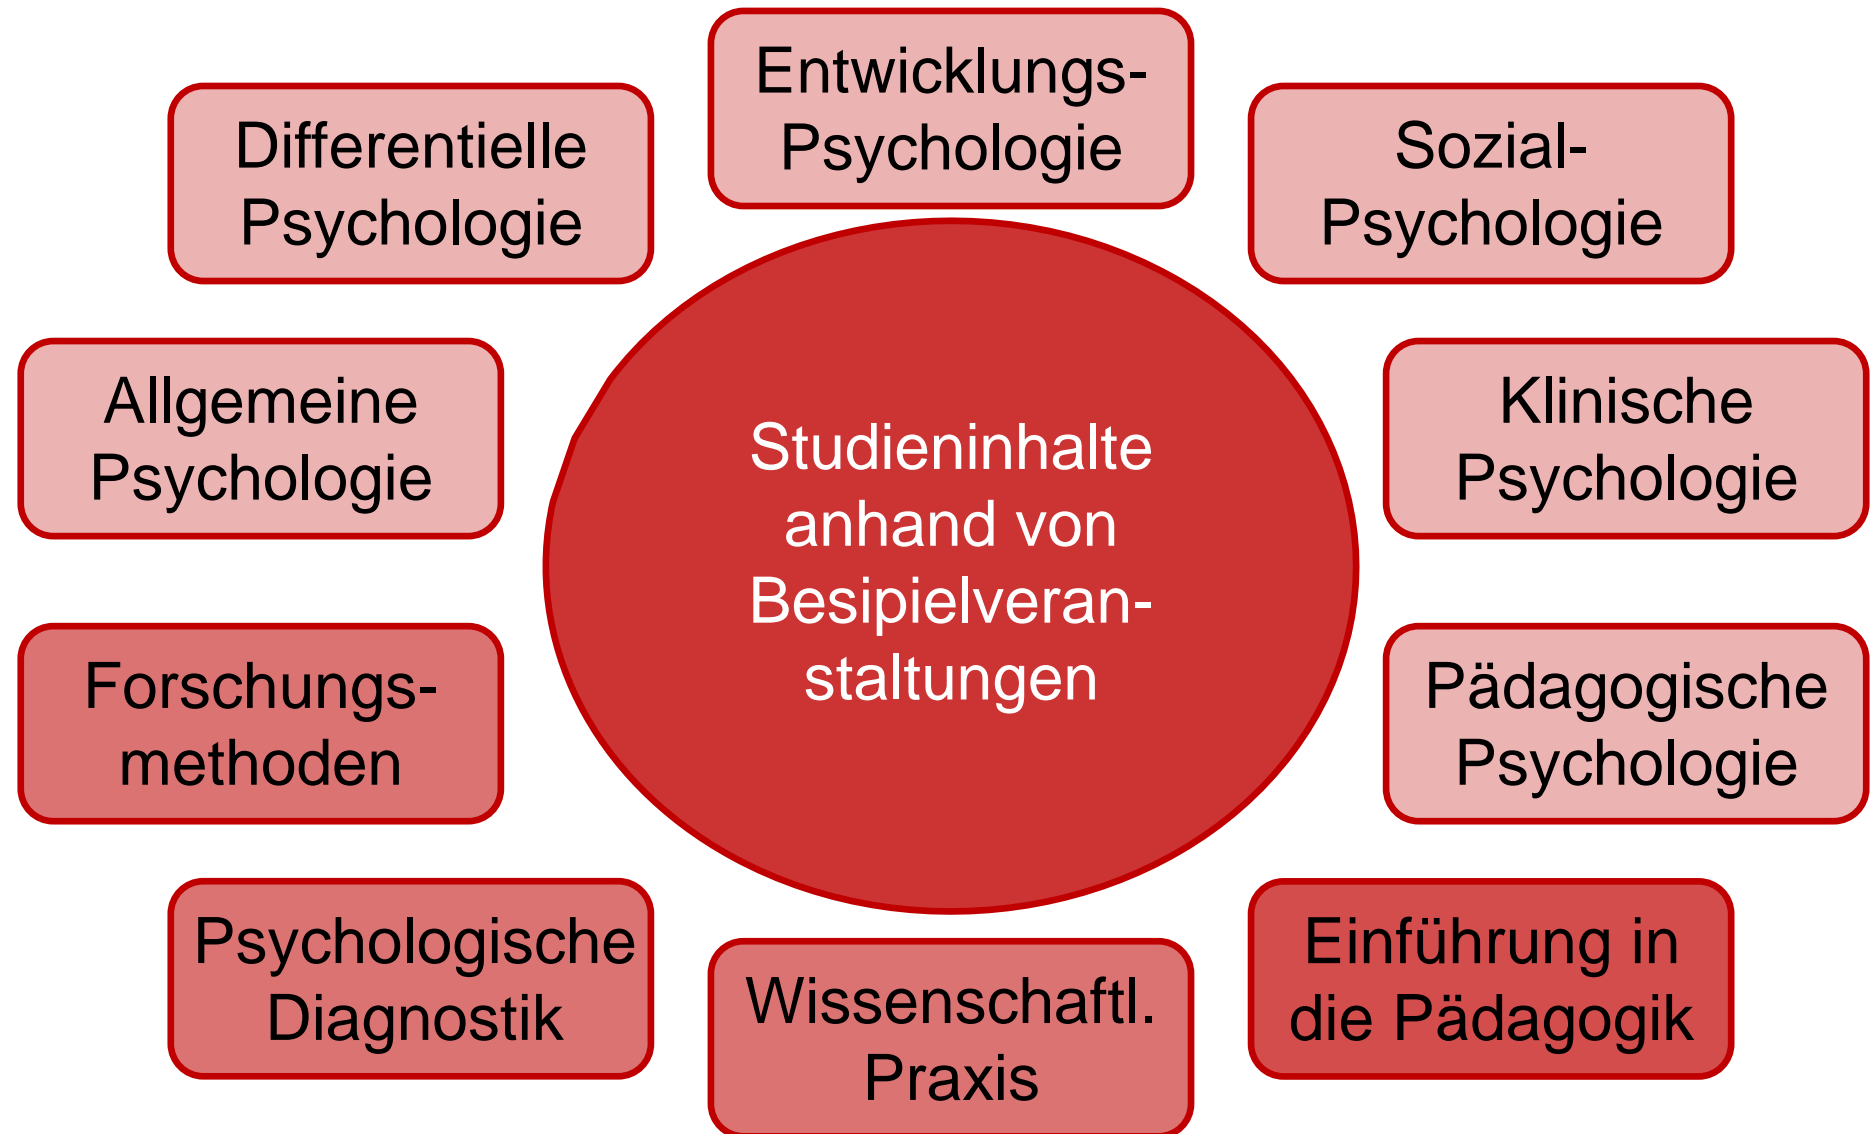 Entwicklungs-
Psychologie
Differentielle
Psychologie
Sozial-
Psychologie
Allgemeine
Psychologie
Studieninhalte
anhand von
Besipielveran-
staltungen
Klinische
Psychologie
Forschungs-
methoden
Pädagogische
Psychologie
Psychologische
Diagnostik
Wissenschaftl.
Praxis
Einführung in
die Pädagogik